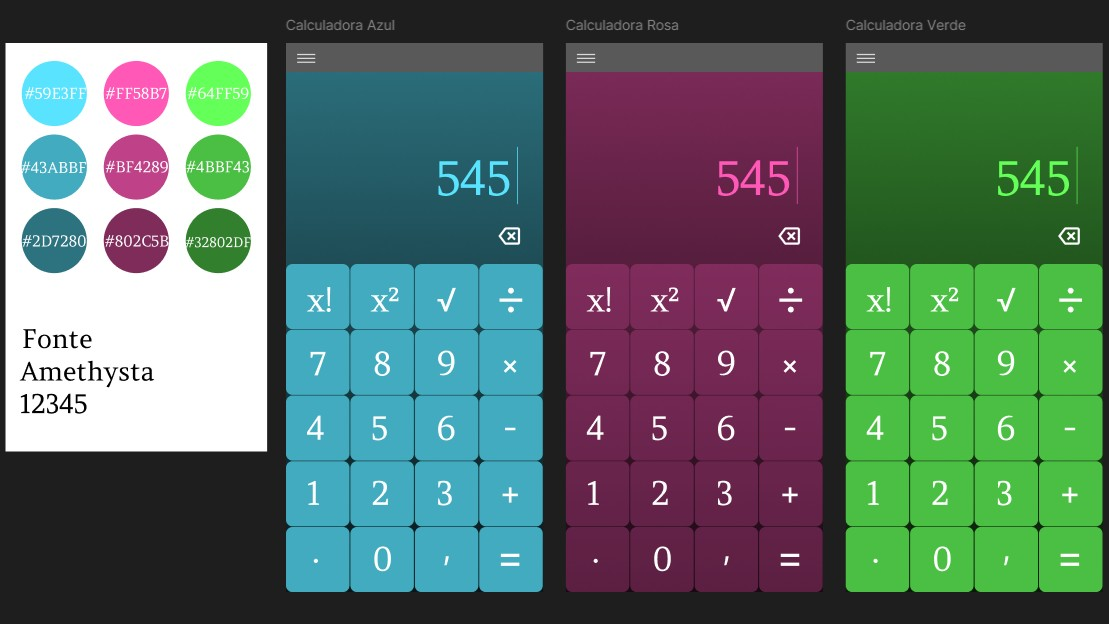 Calculadora Azul
Calculadora Rosa
Calculadora Verde
#59E3FF #FF58B7 #64FF59
#43ABBF #BF4289 #4BBF43
#2D7280 #802C5B #32802DF
Fonte
Amethysta
12345
545
x! x² √ ÷
7 8 9 ×
4 5 6 -
1 2 3 +
. 0 , =
545
x! x² √ ÷
7 8 9 ×
4 5 6 -
1 2 3 +
. 0 , =
545
x! x² √ ÷
7 8 9 ×
4 5 6 -
1 2 3 +
. 0 , =